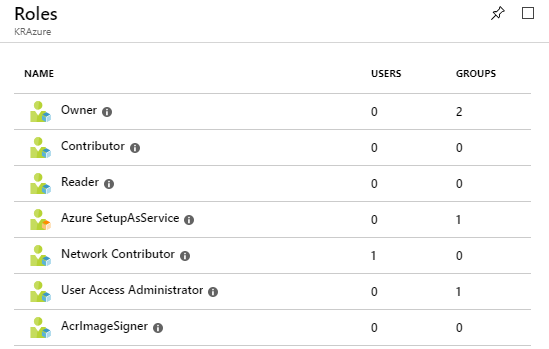 Roles
KRAzure
NAME USERS GROUPS
Owner 0 2
Contributor 0 0
Reader 0 0
Azure SetupAsService 0 1
Network Contributor 1 0
User Access Administrator 0 1
AcrImageSigner 0 0